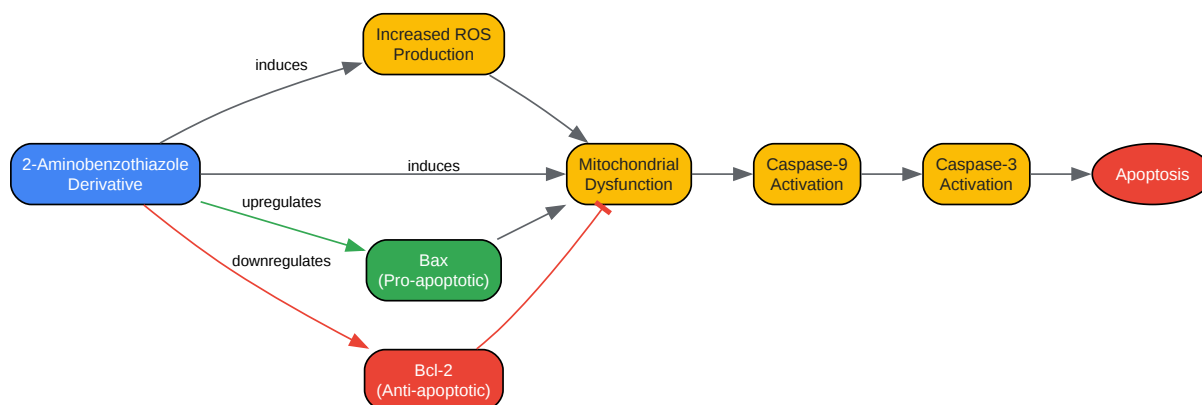 Increased ROS
Production
induces
2-Aminobenzothiazole
Derivative
induces
Mitochondrial
Dysfunction
Caspase-9
Activation
Caspase-3
Activation
Apoptosis
upregulates
Bax
(Pro-apoptotic)
downregulates
Bcl-2
(Anti-apoptotic)